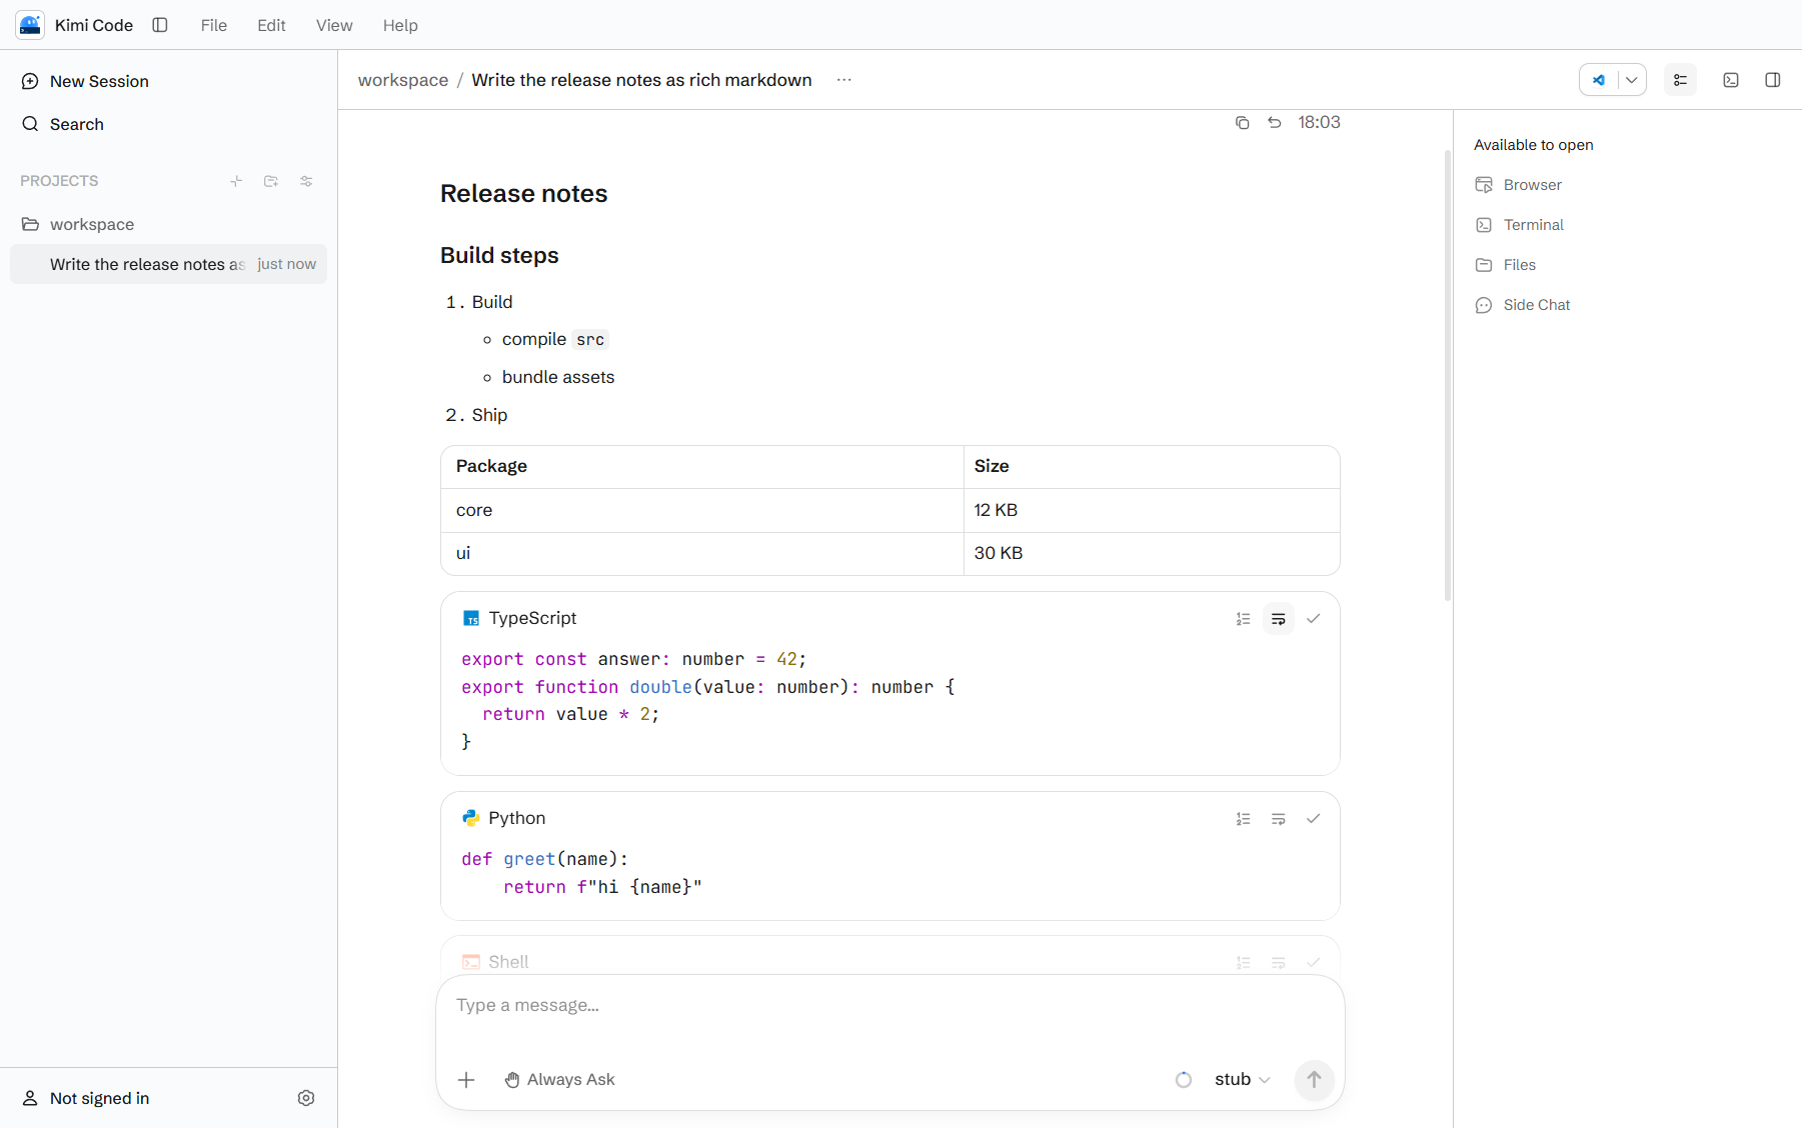 Kimi Code
File
Edit
View
Help
New Session
Search
PROJECTS
workspace
Write the release notes as just now
Not signed in
workspace / Write the release notes as rich markdown
18:03
Release notes
Build steps
1. Build
compile src
bundle assets
2. Ship
Package Size
core 12 KB
ui 30 KB
TypeScript
export const answer: number = 42;
export function double(value: number): number {
  return value * 2;
}
Python
def greet(name):
    return f"hi {name}"
Shell
Type a message...
Always Ask
stub
Available to open
Browser
Terminal
Files
Side Chat